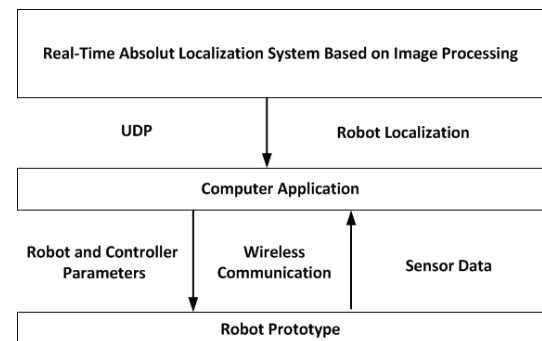 Real-Time Absolut Localization System Based on Image Processing
UDP
Robot Localization
Computer Application
Robot and Controller
Parameters
Wireless
Communication
Sensor Data
Robot Prototype